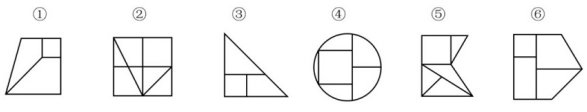 ① ② ③ ④ ⑤ ⑥